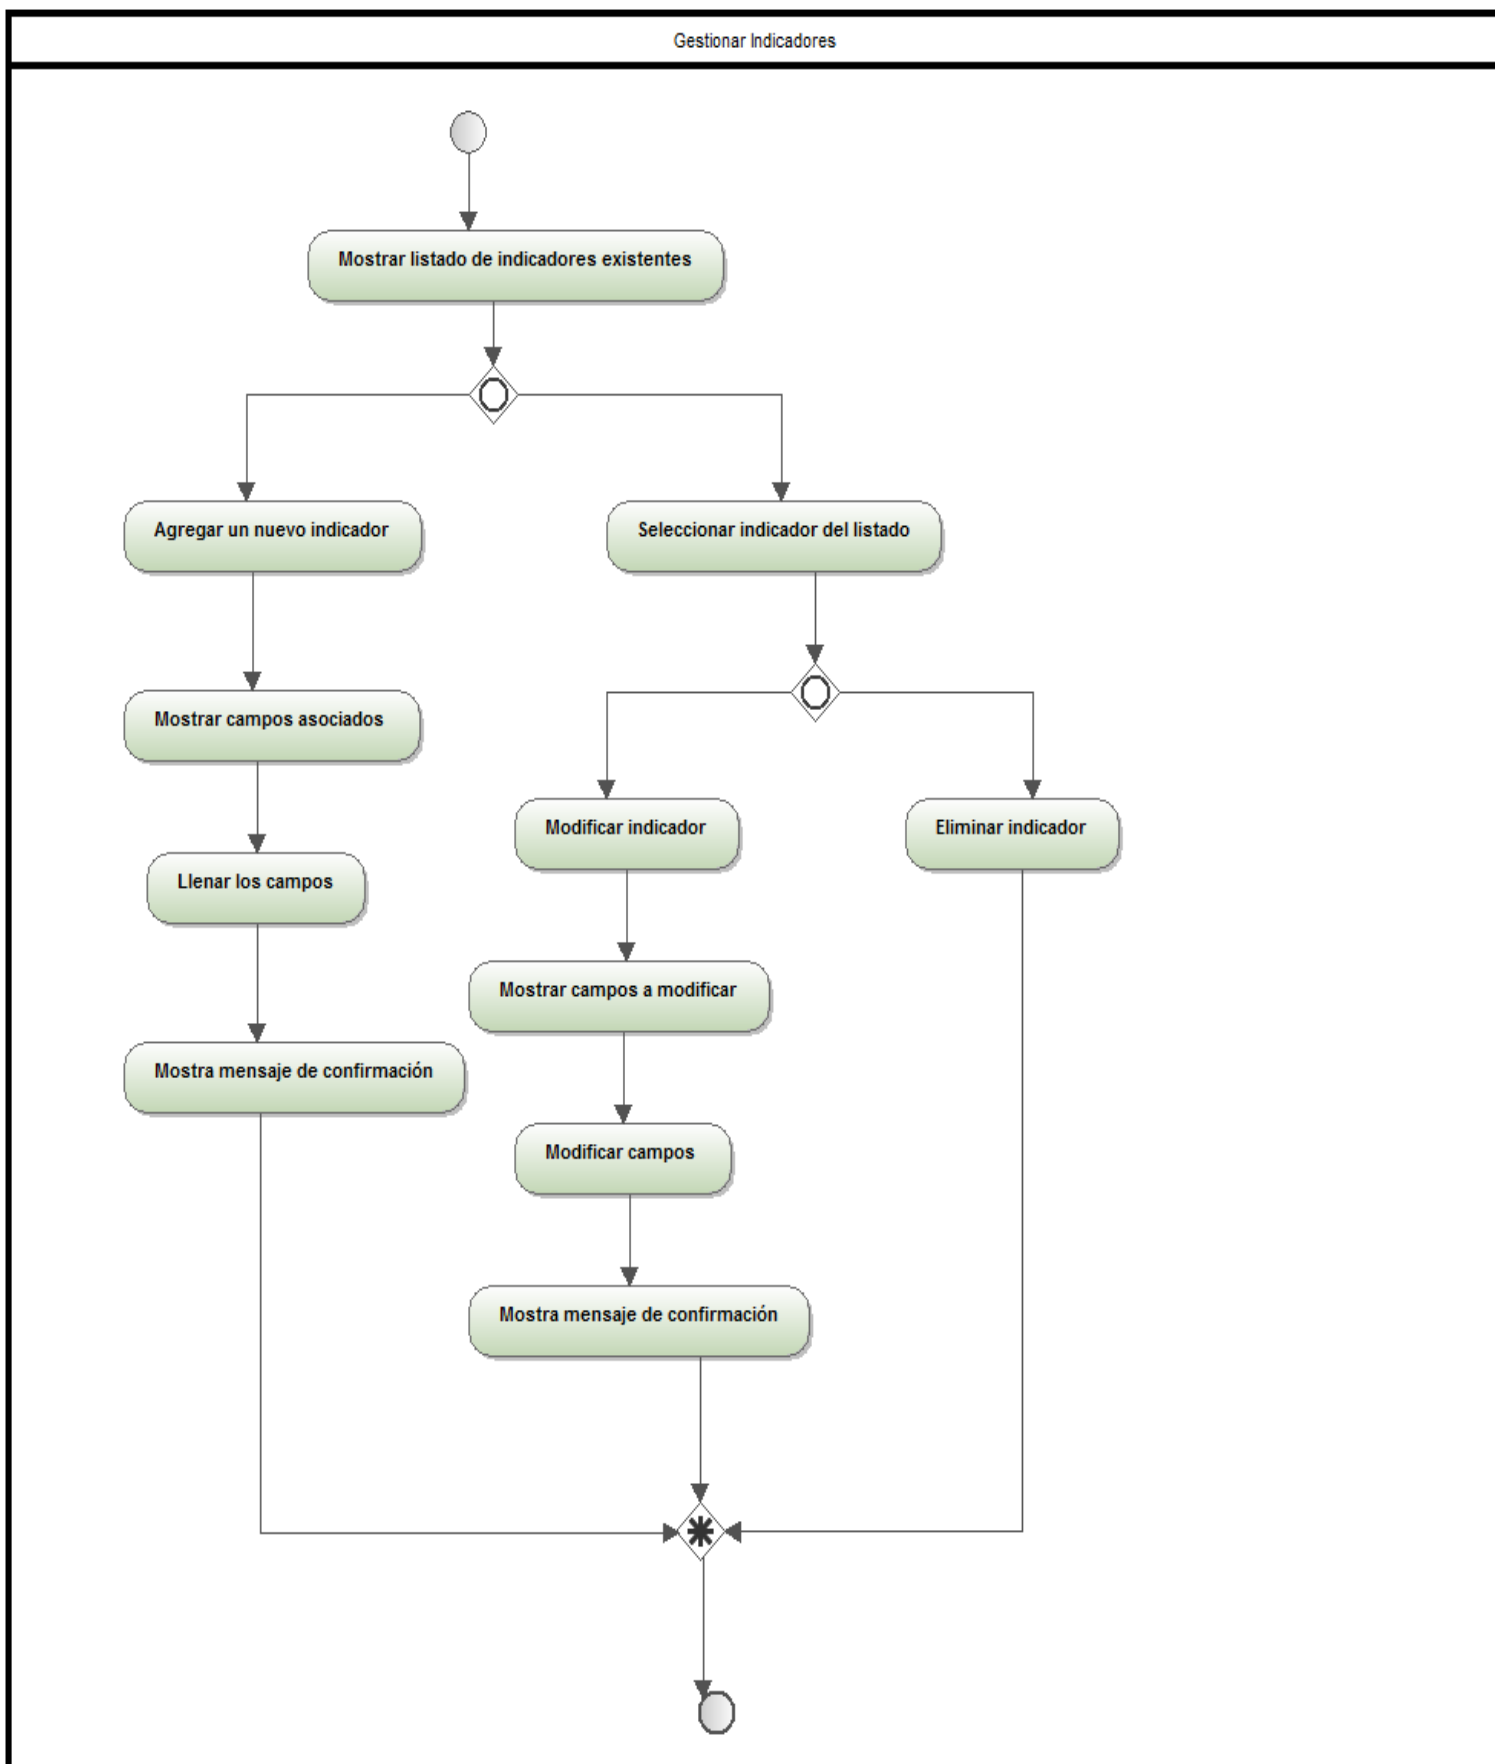 Gestionar Indicadores
Mostrar listado de indicadores existentes
Agregar un nuevo indicador
Seleccionar indicador del listado
Mostrar campos asociados
Modificar indicador
Eliminar indicador
Llenar los campos
Mostrar campos a modificar
Mostra mensaje de confirmación
Modificar campos
Mostra mensaje de confirmación